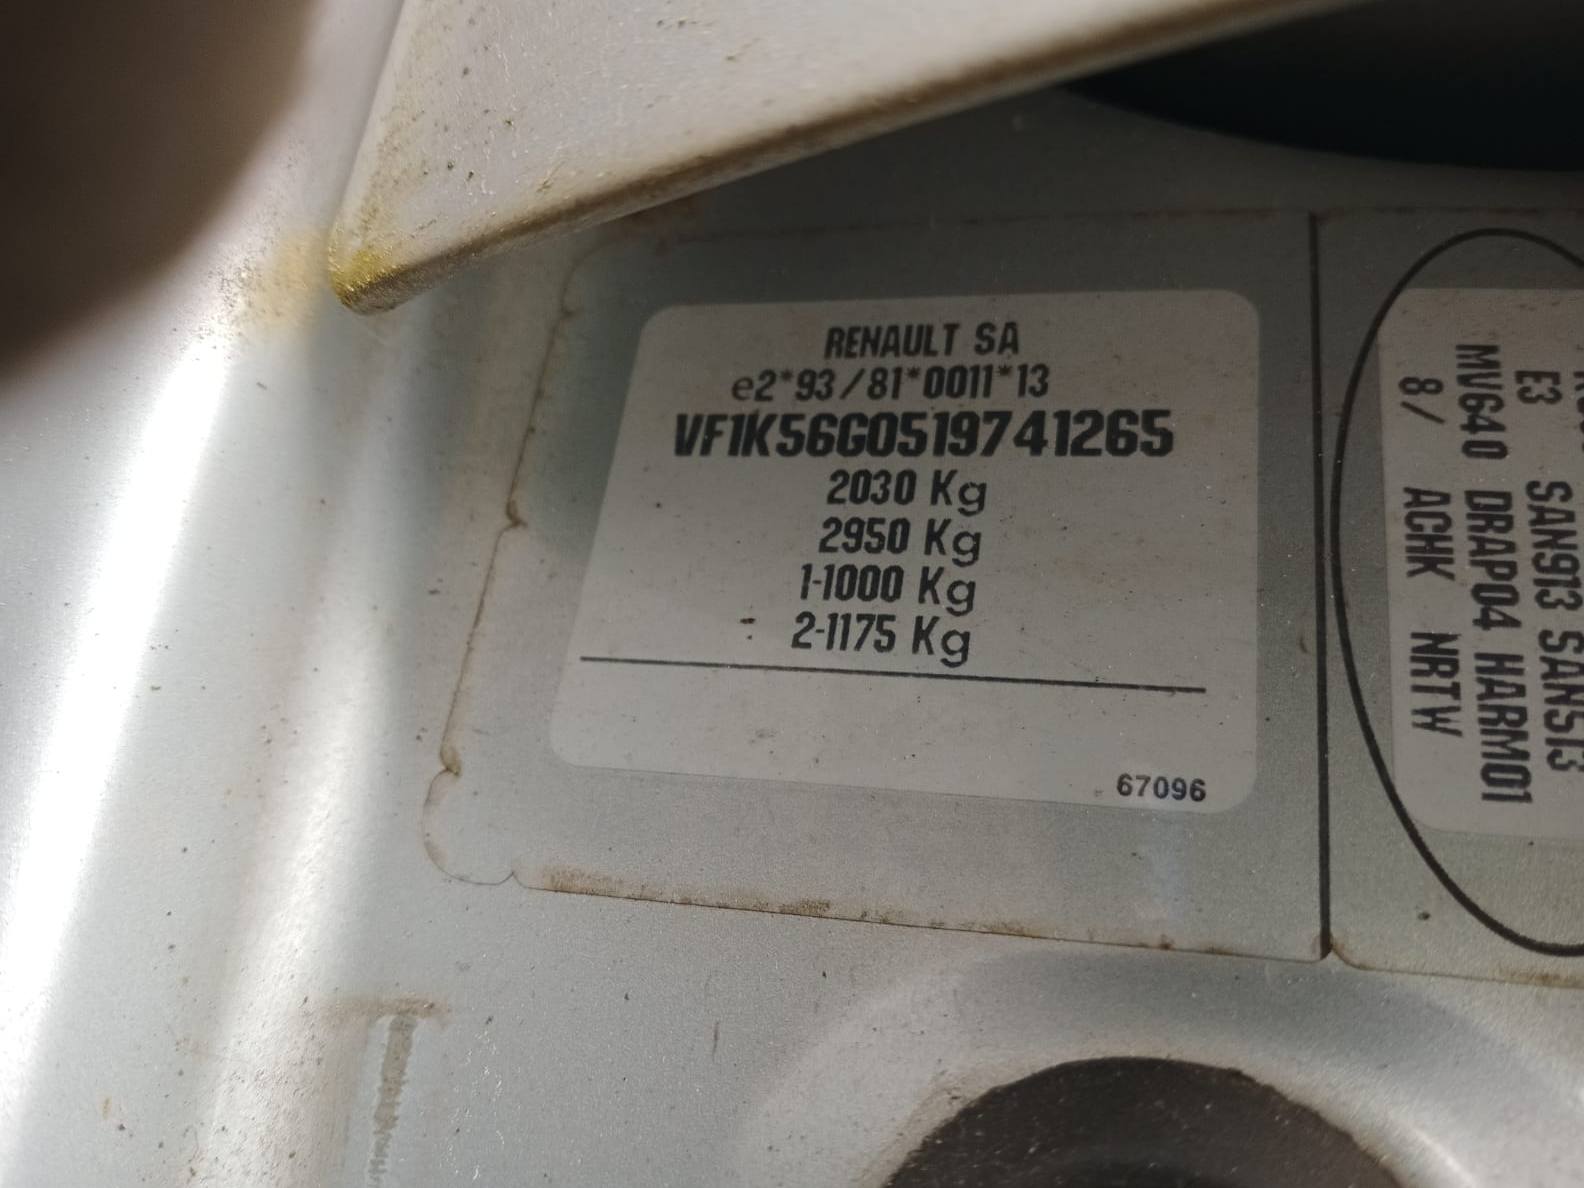 RENAULT SA
e2*93/81*0011*13
VF1K56G0519741265
2030 Kg
2950 Kg
1-1000 Kg
2-1175 Kg
67096
E3 SAN913 SAN513
MV640 DRAP04 HARM01
8/ ACHK NRTW